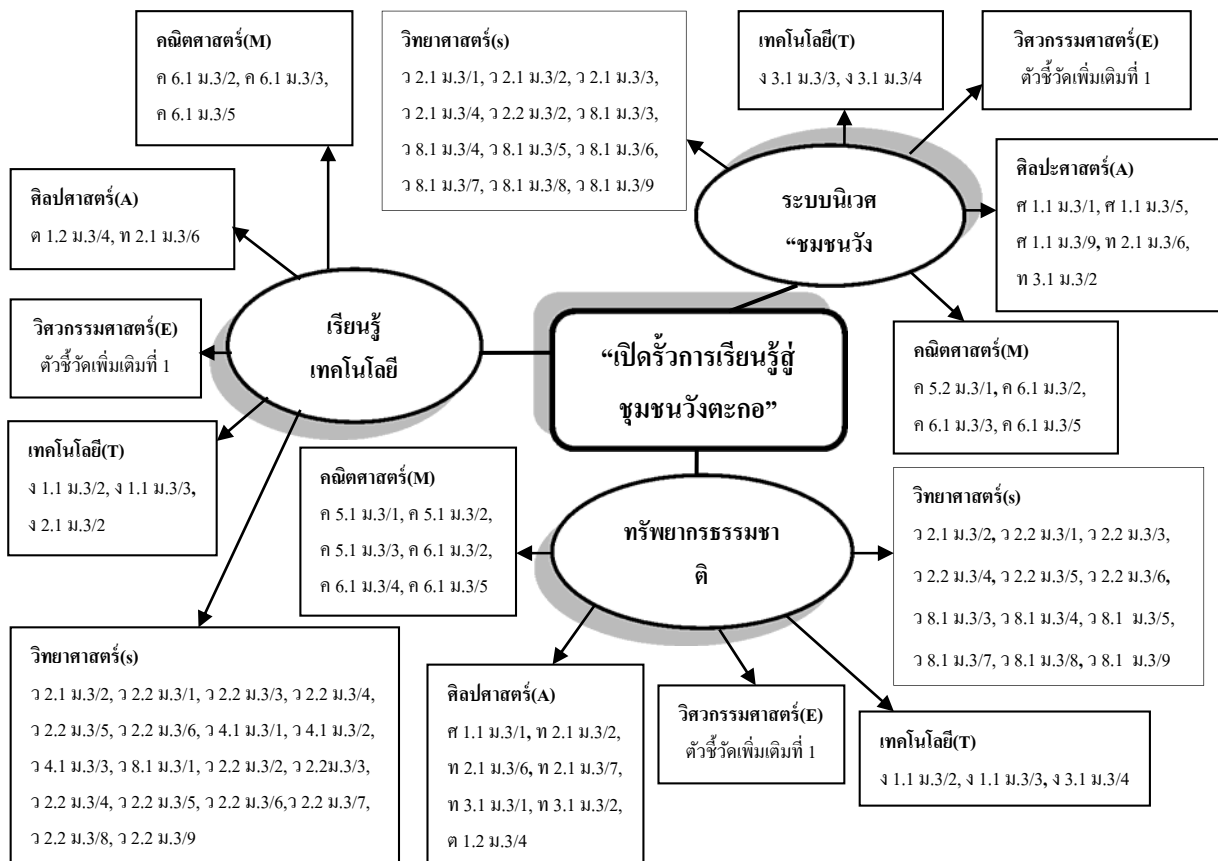 คณิตศาสตร์(M)
ค 6.1 ม.3/2, ค 6.1 ม.3/3,
ค 6.1 ม.3/5
วิทยาศาสตร์(s)
ว 2.1 ม.3/1, ว 2.1 ม.3/2, ว 2.1 ม.3/3,
ว 2.1 ม.3/4, ว 2.2 ม.3/2, ว 8.1 ม.3/3,
ว 8.1 ม.3/4, ว 8.1 ม.3/5, ว 8.1 ม.3/6,
ว 8.1 ม.3/7, ว 8.1 ม.3/8, ว 8.1 ม.3/9
เทคโนโลยี(T)
ง 3.1 ม.3/3, ง 3.1 ม.3/4
วิศวกรรมศาสตร์(E)
ตัวชี้วัดเพิ่มเติมที่ 1
ศิลปศาสตร์(A)
ต 1.2 ม.3/4, ท 2.1 ม.3/6
ระบบนิเวศ
“ชมชนวัง
ศิลปะศาสตร์(A)
ศ 1.1 ม.3/1, ศ 1.1 ม.3/5,
ศ 1.1 ม.3/9, ท 2.1 ม.3/6,
ท 3.1 ม.3/2
วิศวกรรมศาสตร์(E)
ตัวชี้วัดเพิ่มเติมที่ 1
เรียนรู้
เทคโนโลยี
“เปิดรั้วการเรียนรู้สู่
ชุมชนวังตะกอ”
คณิตศาสตร์(M)
ค 5.2 ม.3/1, ค 6.1 ม.3/2,
ค 6.1 ม.3/3, ค 6.1 ม.3/5
เทคโนโลยี(T)
ง 1.1 ม.3/2, ง 1.1 ม.3/3,
ง 2.1 ม.3/2
คณิตศาสตร์(M)
ค 5.1 ม.3/1, ค 5.1 ม.3/2,
ค 5.1 ม.3/3, ค 6.1 ม.3/2,
ค 6.1 ม.3/4, ค 6.1 ม.3/5
ทรัพยากรธรรมชา
ติ
วิทยาศาสตร์(s)
ว 2.1 ม.3/2, ว 2.2 ม.3/1, ว 2.2 ม.3/3,
ว 2.2 ม.3/4, ว 2.2 ม.3/5, ว 2.2 ม.3/6,
ว 8.1 ม.3/3, ว 8.1 ม.3/4, ว 8.1 ม.3/5,
ว 8.1 ม.3/7, ว 8.1 ม.3/8, ว 8.1 ม.3/9
วิทยาศาสตร์(s)
ว 2.1 ม.3/2, ว 2.2 ม.3/1, ว 2.2 ม.3/3, ว 2.2 ม.3/4,
ว 2.2 ม.3/5, ว 2.2 ม.3/6, ว 4.1 ม.3/1, ว 4.1 ม.3/2,
ว 4.1 ม.3/3, ว 8.1 ม.3/1, ว 2.2 ม.3/2, ว 2.2ม.3/3,
ว 2.2 ม.3/4, ว 2.2 ม.3/5, ว 2.2 ม.3/6,ว 2.2 ม.3/7,
ว 2.2 ม.3/8, ว 2.2 ม.3/9
ศิลปศาสตร์(A)
ศ 1.1 ม.3/1, ท 2.1 ม.3/2,
ท 2.1 ม.3/6, ท 2.1 ม.3/7,
ท 3.1 ม.3/1, ท 3.1 ม.3/2,
ต 1.2 ม.3/4
วิศวกรรมศาสตร์(E)
ตัวชี้วัดเพิ่มเติมที่ 1
เทคโนโลยี(T)
ง 1.1 ม.3/2, ง 1.1 ม.3/3, ง 3.1 ม.3/4